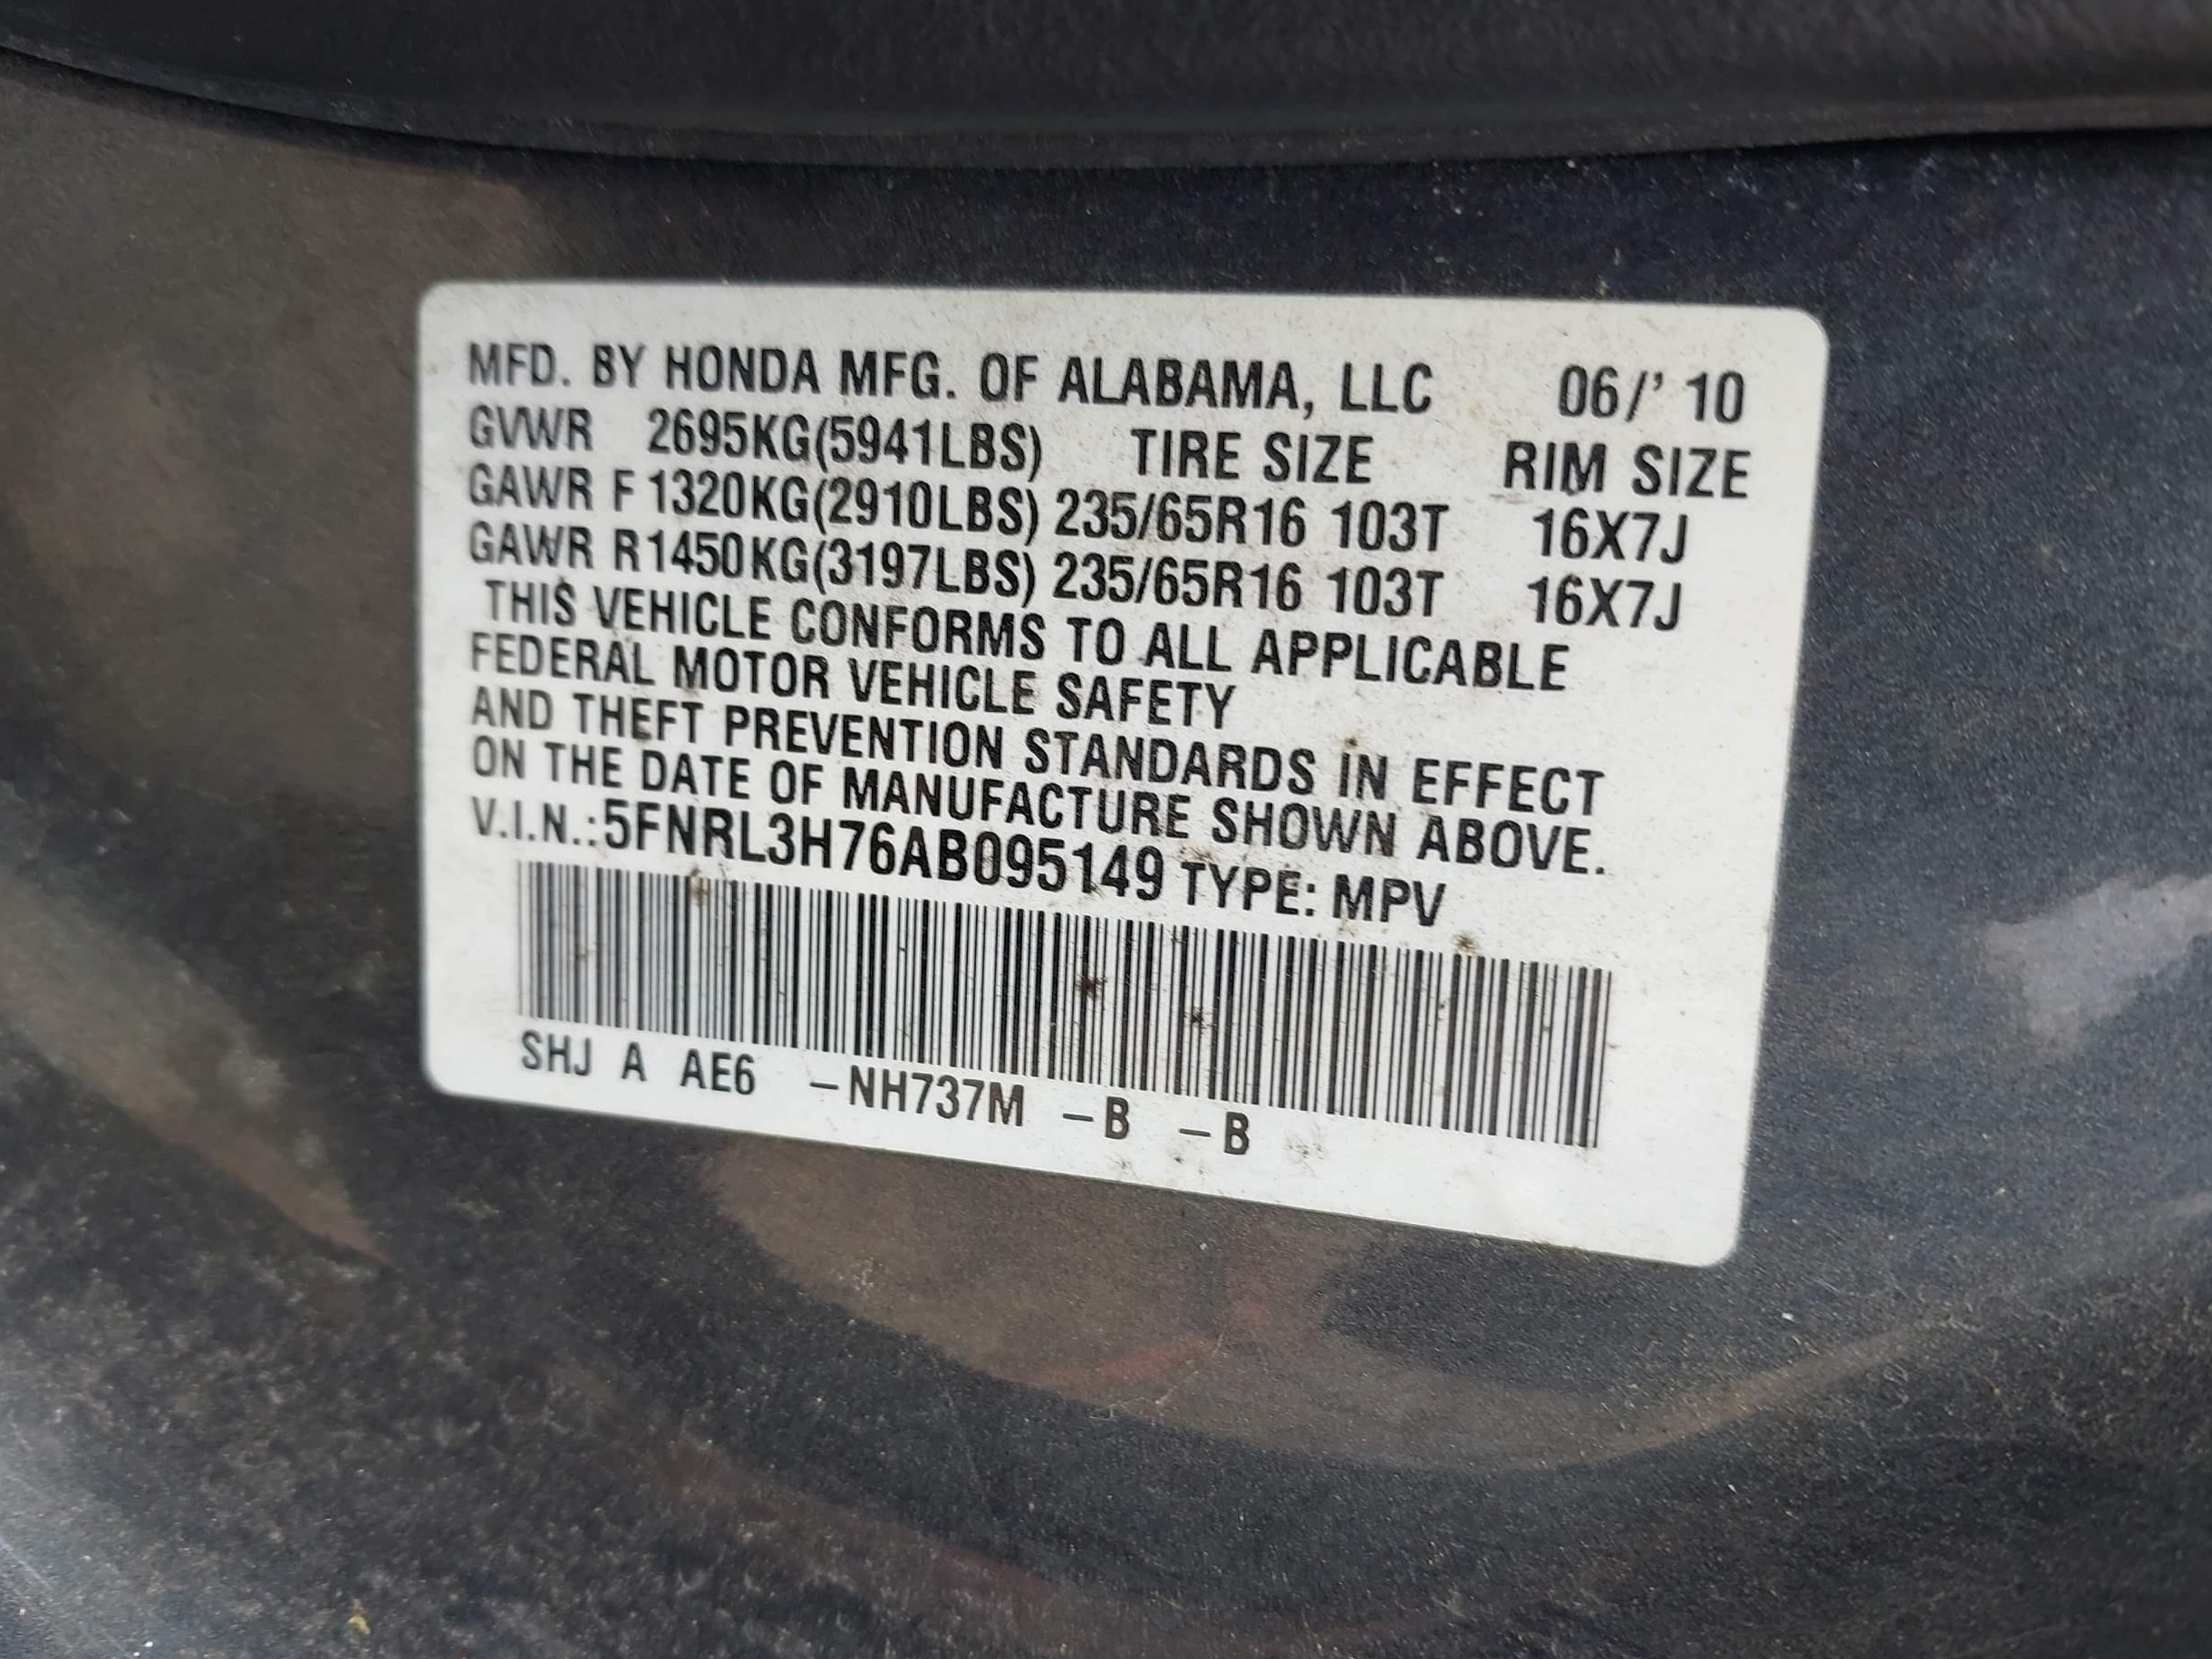 MFD. BY HONDA MFG. OF ALABAMA, LLC 06/' 10
GVWR 2695KG(5941LBS) TIRE SIZE RIM SIZE
GAWR F 1320KG(2910LBS) 235/65R16 103T 16X7J
GAWR R1450KG(3197LBS) 235/65R16 103T 16X7J
THIS VEHICLE CONFORMS TO ALL APPLICABLE
FEDERAL MOTOR VEHICLE SAFETY
AND THEFT PREVENTION STANDARDS IN EFFECT
ON THE DATE OF MANUFACTURE SHOWN ABOVE.
V.I.N.:5FNRL3H76AB095149 TYPE: MPV
SHJ A AE6 –NH737M –B –B